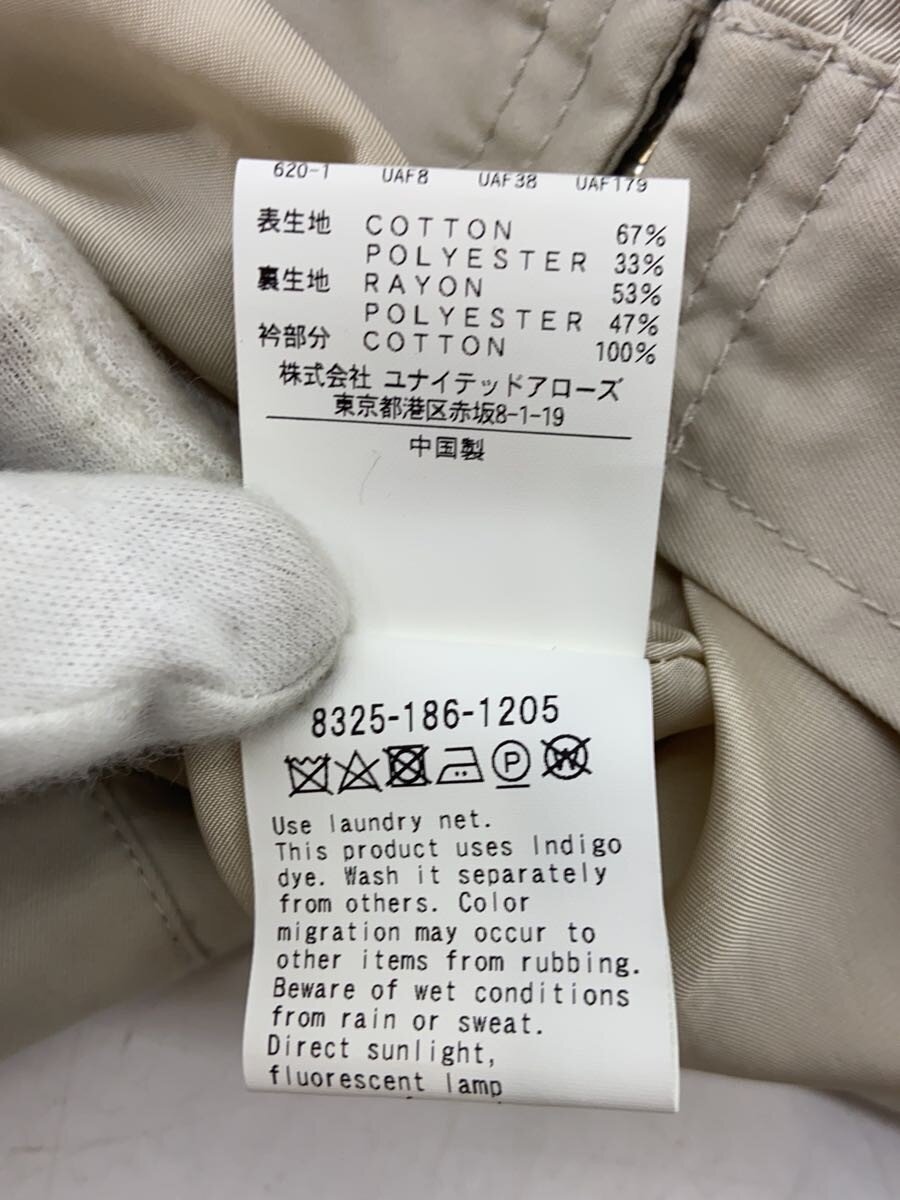 620-1 UAF8 UAF38 UAF179
表生地 COTTON 67%
POLYESTER 33%
裏生地 RAYON 53%
POLYESTER 47%
衿部分 COTTON 100%
株式会社 ユナイテッドアローズ
東京都港区赤坂8-1-19
中国製
8325-186-1205
P W
Use laundry net.
This product uses Indigo
dye. Wash it separately
from others. Color
migration may occur to
other items from rubbing.
Beware of wet conditions
from rain or sweat.
Direct sunlight,
fluorescent lamp